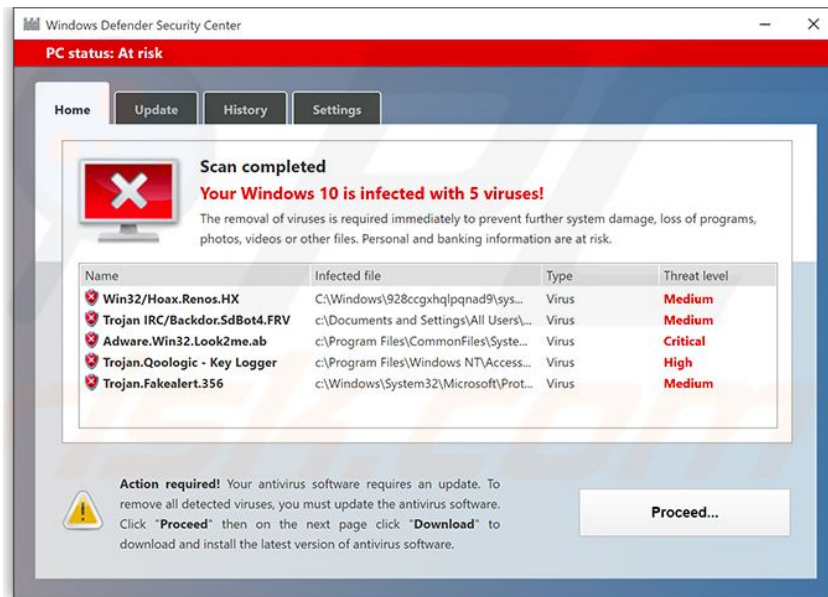 Windows Defender Security Center
PC status: At risk
Home Update History Settings
Scan completed
Your Windows 10 is infected with 5 viruses!
The removal of viruses is required immediately to prevent further system damage, loss of programs,
photos, videos or other files. Personal and banking information are at risk.
Name Infected file Type Threat level
Win32/Hoax.Renos.HX C:\Windows\928ccgxhqlpqnad9\sys... Virus Medium
Trojan IRC/Backdor.SdBot4.FRV c:\Documents and Settings\All Users\... Virus Medium
Adware.Win32.Look2me.ab c:\Program Files\CommonFiles\Syste... Virus Critical
Trojan.Qoologic - Key Logger c:\Program Files\Windows NT\Access... Virus High
Trojan.Fakealert.356 c:\Windows\System32\Microsoft\Prot... Virus Medium
Action required! Your antivirus software requires an update. To
remove all detected viruses, you must update the antivirus software.
Click "Proceed" then on the next page click "Download" to
download and install the latest version of antivirus software.
Proceed...